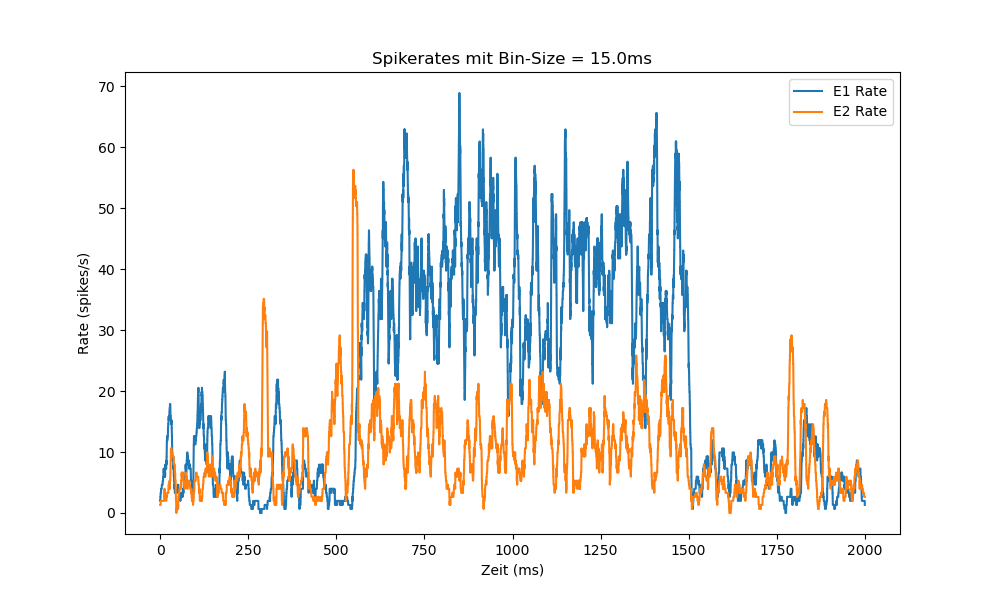 Spikerates mit Bin-Size = 15.0ms
E1 Rate
E2 Rate
Rate (spikes/s)
70
60
50
40
30
20
10
0
0 250 500 750 1000 1250 1500 1750 2000
Zeit (ms)